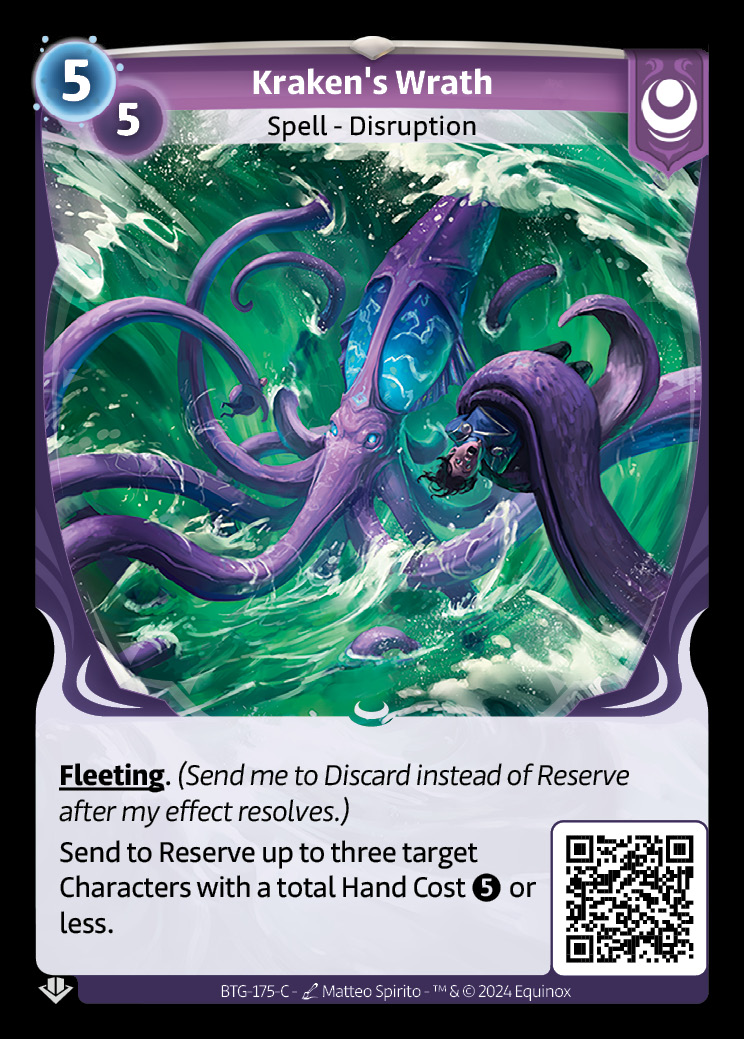 5
Kraken's Wrath
5
Spell - Disruption
Fleeting. (Send me to Discard instead of Reserve
after my effect resolves.)
Send to Reserve up to three target
Characters with a total Hand Cost 5 or
less.
BTG-175-C - Matteo Spirito - ™ & © 2024 Equinox